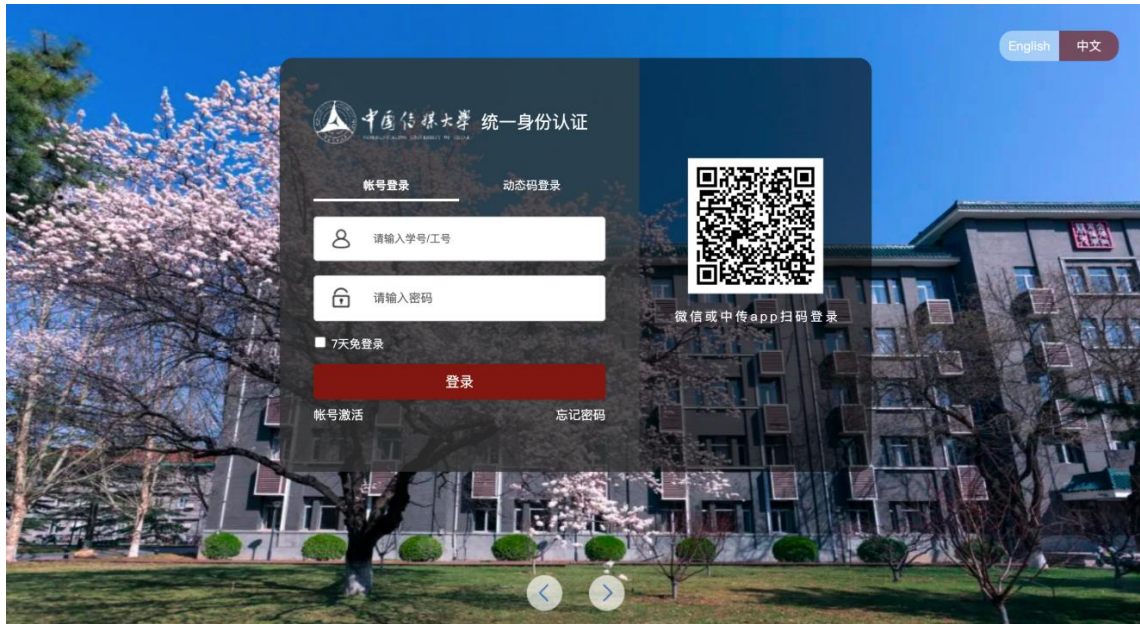 English 中文
中国传媒大学 统一身份认证
帐号登录 动态码登录
请输入学号/工号
请输入密码
7天免登录
登录
帐号激活 忘记密码
微信或中传app扫码登录